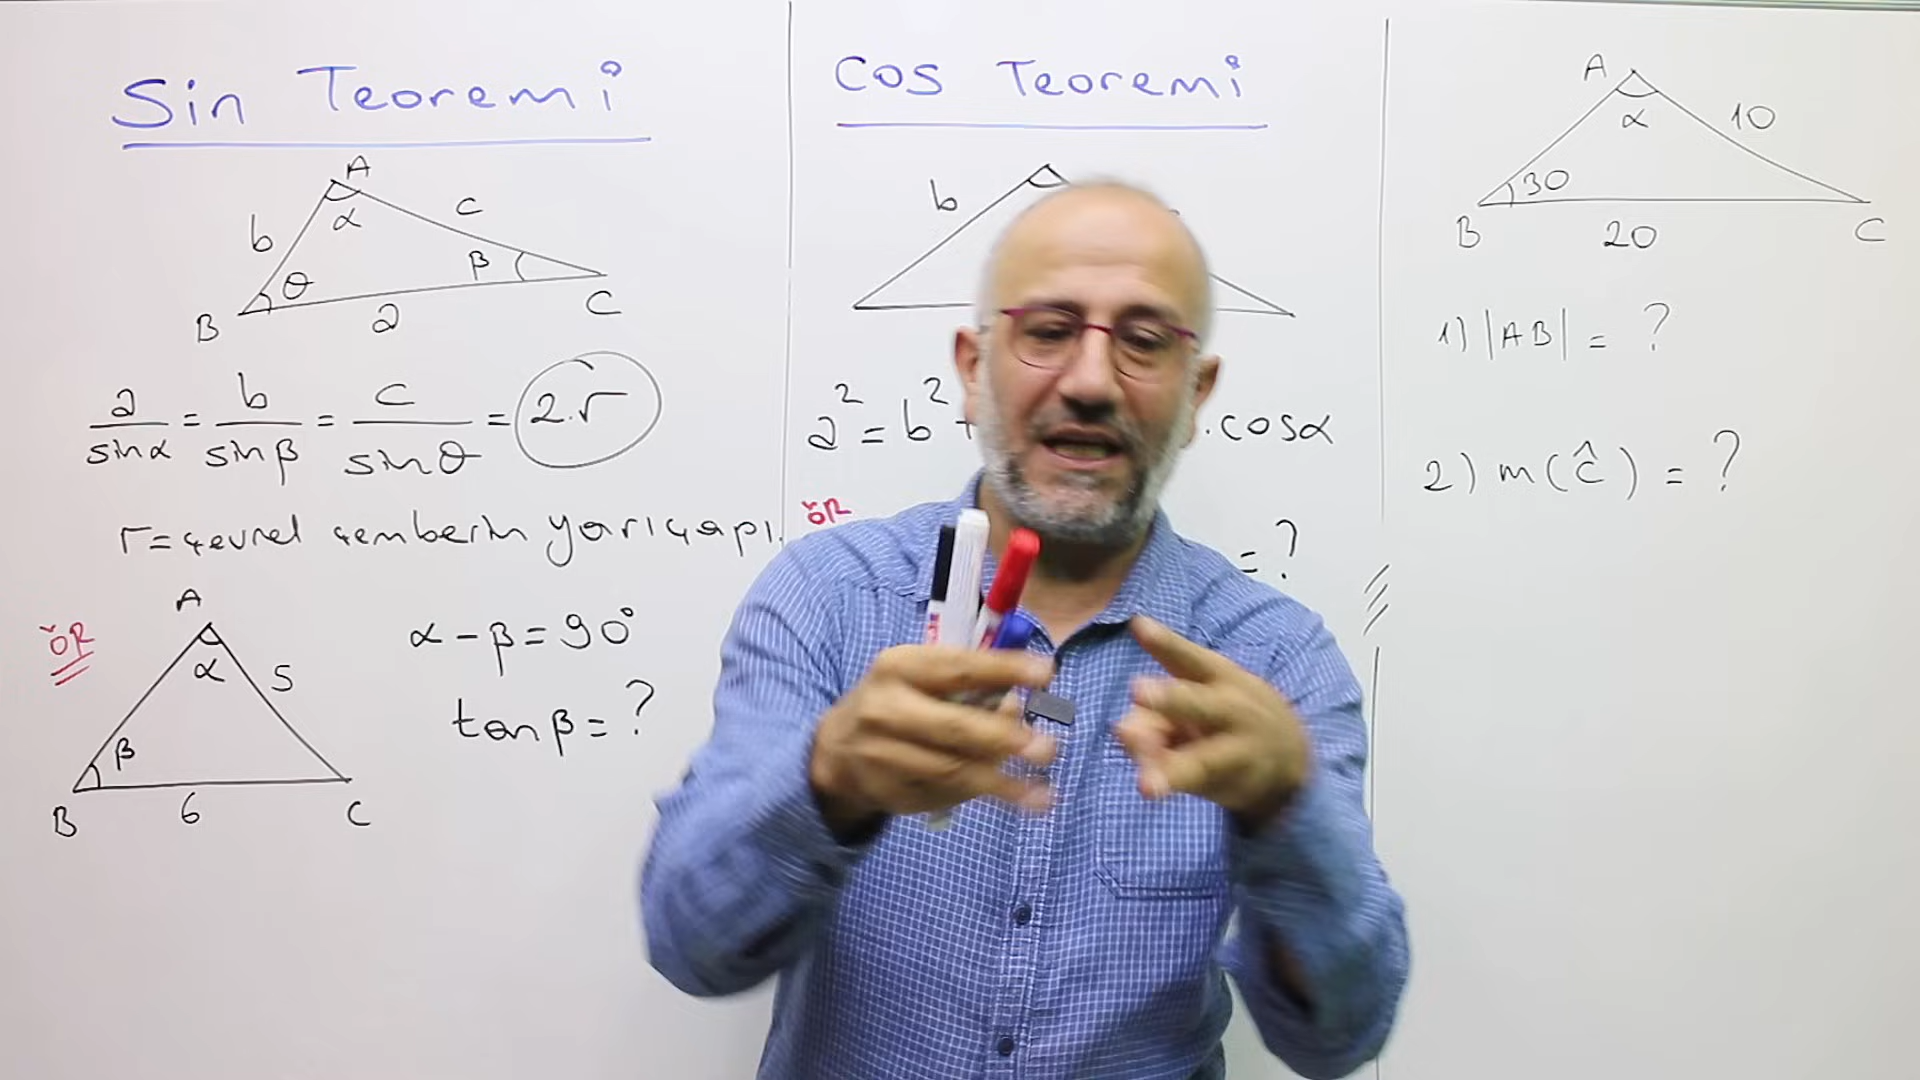 Sin Teoremi
A
b
α
c
θ
β
B
a
C
a/sinα = b/sinβ = c/sinθ = 2.r
r=çevrel çemberin yarıçapı.
ÖR
A
α
5
β
B
6
C
α-β=90°
tanβ=?
Cos Teoremi
b
a²=b²+ .cosα
ÖR
=?
A
α
10
30
B
20
C
1) |AB| = ?
2) m(Ĉ) = ?